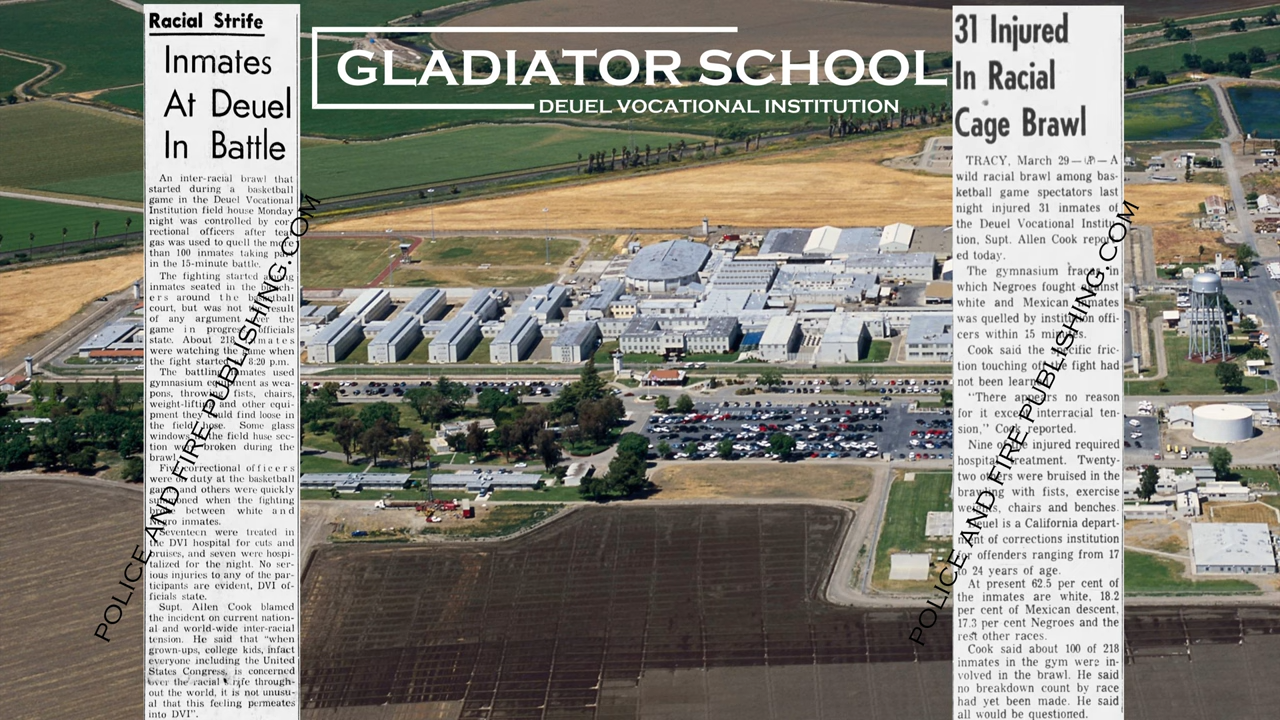 Racial Strife
Inmates
At Deuel
In Battle
An inter-racial brawl that
started during a basketball
game in the Deuel Vocational
Institution field house Monday
night was controlled by cor-
rectional officers after tear
gas was used to quell the more
than 100 inmates taking part
in the 15-minute battle.
The fighting started among
inmates seated in the bleach-
ers around the basketball
court, but was not the result
of any argument over the
game in progress officials
state. About 218 inmates
were watching the game when
the fight started 8:20 p.m.
The battling inmates used
gymnasium equipment as wea-
pons, throwing fists, chairs,
weight-lifting and other equi-
pment they could find loose in
the field house. Some glass
windows the field huse sec-
tion were broken during the
brawl.
Five correctional officers
were on duty at the basketball
game and others were quickly
summoned when the fighting
broke between white and
Negro inmates.
Seventeen were treated in
the DVI hospital for cuts and
bruises, and seven were hospi-
talized for the night. No ser-
ious injuries to any of the par-
ticipants are evident, DVI of-
ficials state.
Supt. Allen Cook blamed
the incident on current nation-
al and world-wide inter-racial
tension. He said that "when
grown-ups, college kids, infact
everyone including the United
States Congress, is concerned
over the racial strife through-
out the world, it is not unusu-
al that this feeling permeates
into DVI".
POLICE AND FIRE PUBLISHING.COM
GLADIATOR SCHOOL
DEUEL VOCATIONAL INSTITUTION
31 Injured
In Racial
Cage Brawl
TRACY, March 29—(AP)—A
wild racial brawl among bas-
ketball game spectators last
night injured 31 inmates of
the Deuel Vocational Institu-
tion, Supt. Allen Cook report-
ed today.
The gymnasium fracas, in
which Negroes fought against
white and Mexican inmates
was quelled by institution offi-
cers within 15 minutes.
Cook said the specific fric-
tion touching off the fight had
not been learned.
"There appears no reason
for it except interracial ten-
sion," Cook reported.
Nine of the injured required
hospital treatment. Twenty-
two others were bruised in the
brawling with fists, exercise
weights, chairs and benches.
Deuel is a California depart-
ment of corrections institution
for offenders ranging from 17
to 24 years of age.
At present 62.5 per cent of
the inmates are white, 18.2
per cent of Mexican descent,
17.3 per cent Negroes and the
rest other races.
Cook said about 100 of 218
inmates in the gym were in-
volved in the brawl. He said
no breakdown count by race
had yet been made. He said
all would be questioned.
POLICE AND FIRE PUBLISHING.COM